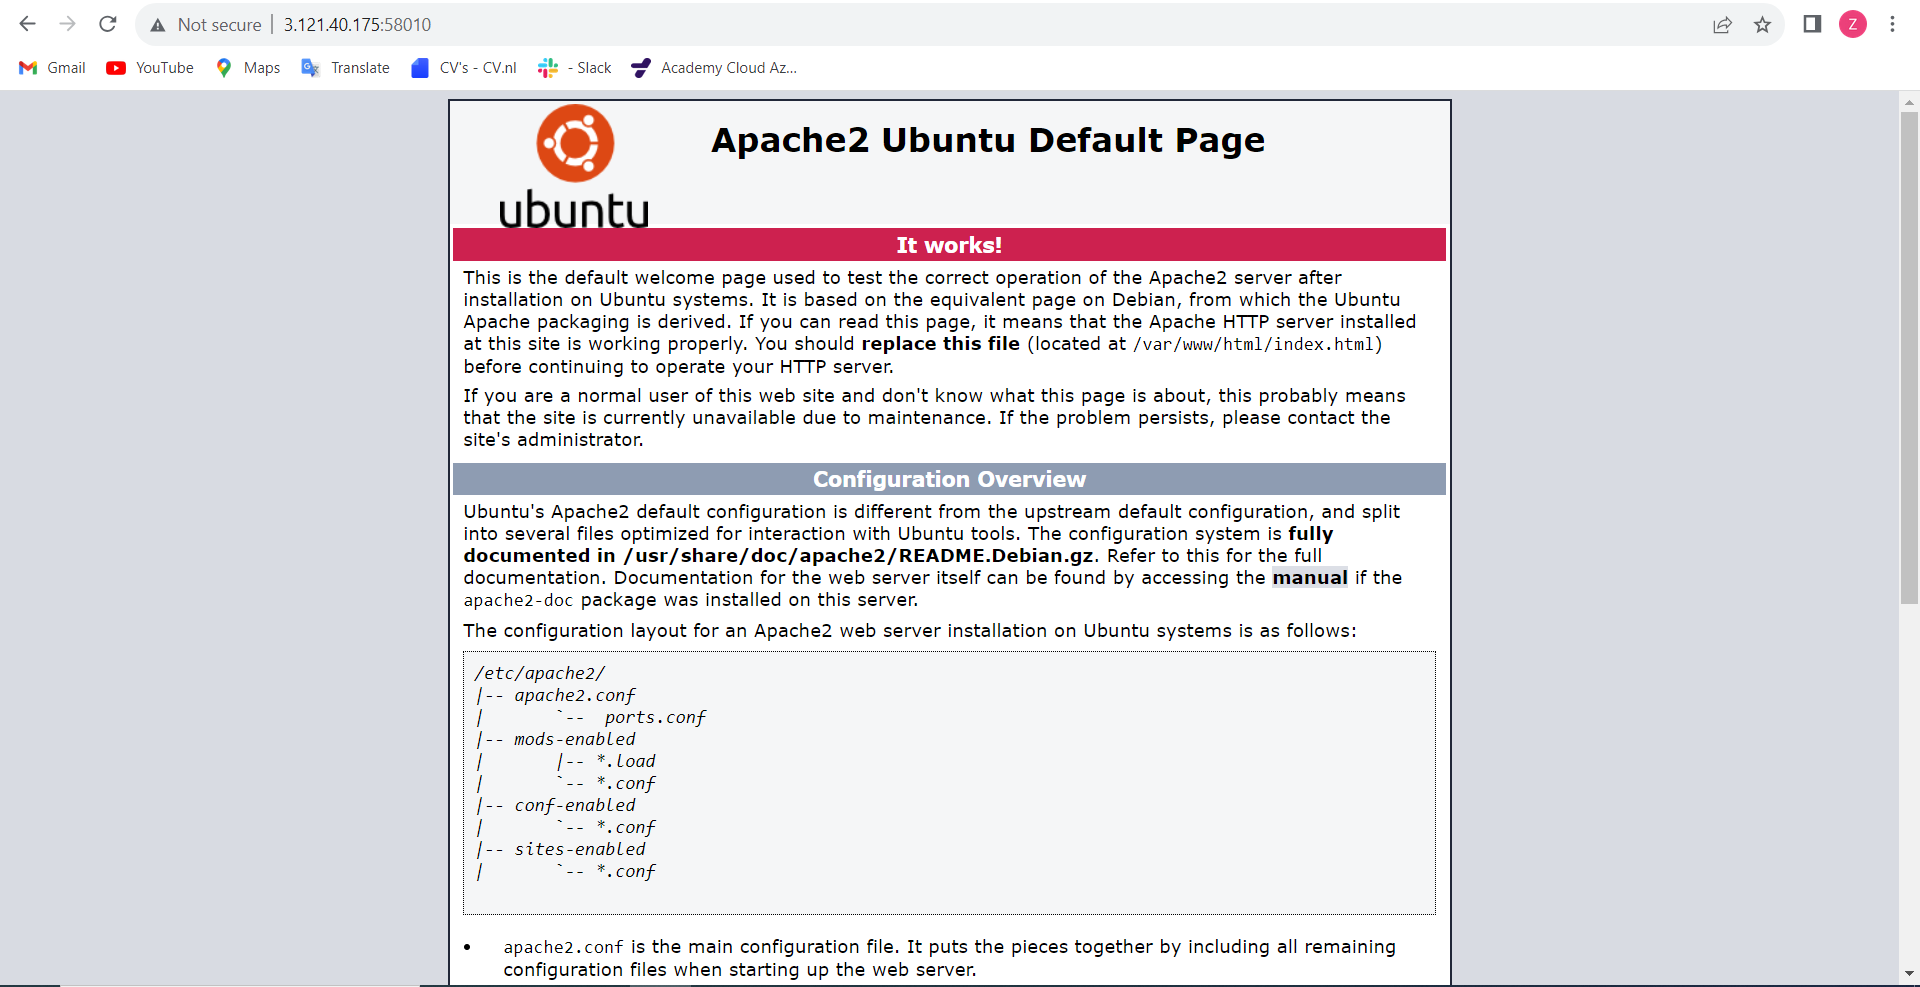 Not secure
3.121.40.175:58010
Z
Gmail
YouTube
Maps
Translate
CV's - CV.nl
- Slack
Academy Cloud Az...
ubuntu
Apache2 Ubuntu Default Page
It works!
This is the default welcome page used to test the correct operation of the Apache2 server after
installation on Ubuntu systems. It is based on the equivalent page on Debian, from which the Ubuntu
Apache packaging is derived. If you can read this page, it means that the Apache HTTP server installed
at this site is working properly. You should replace this file (located at /var/www/html/index.html)
before continuing to operate your HTTP server.
If you are a normal user of this web site and don't know what this page is about, this probably means
that the site is currently unavailable due to maintenance. If the problem persists, please contact the
site's administrator.
Configuration Overview
Ubuntu's Apache2 default configuration is different from the upstream default configuration, and split
into several files optimized for interaction with Ubuntu tools. The configuration system is fully
documented in /usr/share/doc/apache2/README.Debian.gz. Refer to this for the full
documentation. Documentation for the web server itself can be found by accessing the manual if the
apache2-doc package was installed on this server.
The configuration layout for an Apache2 web server installation on Ubuntu systems is as follows:
/etc/apache2/
|-- apache2.conf
|       `--  ports.conf
|-- mods-enabled
|       |-- *.load
|       `-- *.conf
|-- conf-enabled
|       `-- *.conf
|-- sites-enabled
|       `-- *.conf
• apache2.conf is the main configuration file. It puts the pieces together by including all remaining
configuration files when starting up the web server.